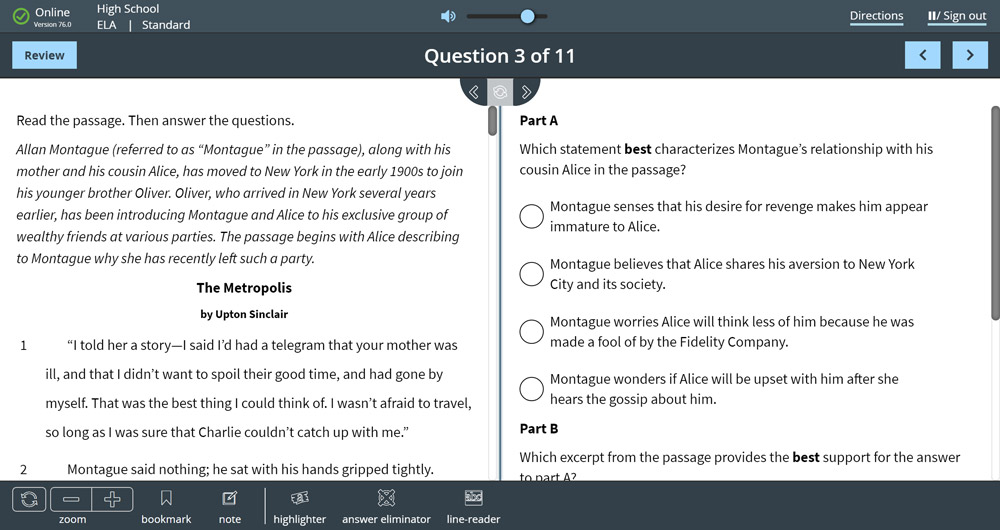 Online
Version 76.0
High School
ELA | Standard
Directions
Sign out
Review
Question 3 of 11
Read the passage. Then answer the questions.
Allan Montague (referred to as “Montague” in the passage), along with his
mother and his cousin Alice, has moved to New York in the early 1900s to join
his younger brother Oliver. Oliver, who arrived in New York several years
earlier, has been introducing Montague and Alice to his exclusive group of
wealthy friends at various parties. The passage begins with Alice describing
to Montague why she has recently left such a party.
The Metropolis
by Upton Sinclair
1 “I told her a story—I said I’d had a telegram that your mother was
ill, and that I didn’t want to spoil their good time, and had gone by
myself. That was the best thing I could think of. I wasn’t afraid to travel,
so long as I was sure that Charlie couldn’t catch up with me.”
2 Montague said nothing; he sat with his hands gripped tightly.
Part A
Which statement best characterizes Montague’s relationship with his
cousin Alice in the passage?
Montague senses that his desire for revenge makes him appear
immature to Alice.
Montague believes that Alice shares his aversion to New York
City and its society.
Montague worries Alice will think less of him because he was
made a fool of by the Fidelity Company.
Montague wonders if Alice will be upset with him after she
hears the gossip about him.
Part B
Which excerpt from the passage provides the best support for the answer
to part A?
zoom
bookmark
note
highlighter
answer eliminator
line-reader